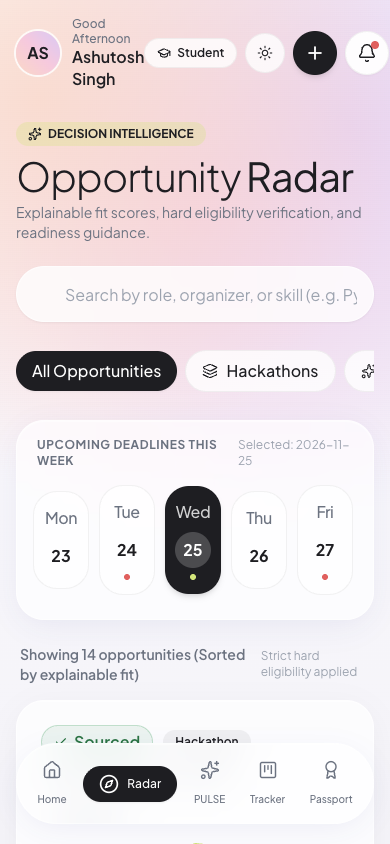 AS
Good
Afternoon
Ashutosh
Singh
Student
DECISION INTELLIGENCE
Opportunity Radar
Explainable fit scores, hard eligibility verification, and
readiness guidance.
Search by role, organizer, or skill (e.g. Py
All Opportunities
Hackathons
UPCOMING DEADLINES THIS
WEEK
Selected: 2026-11-
25
Mon
23
Tue
24
Wed
25
Thu
26
Fri
27
Showing 14 opportunities (Sorted
by explainable fit)
Strict hard
eligibility applied
Sourced
Hackathon
Home
Radar
PULSE
Tracker
Passport